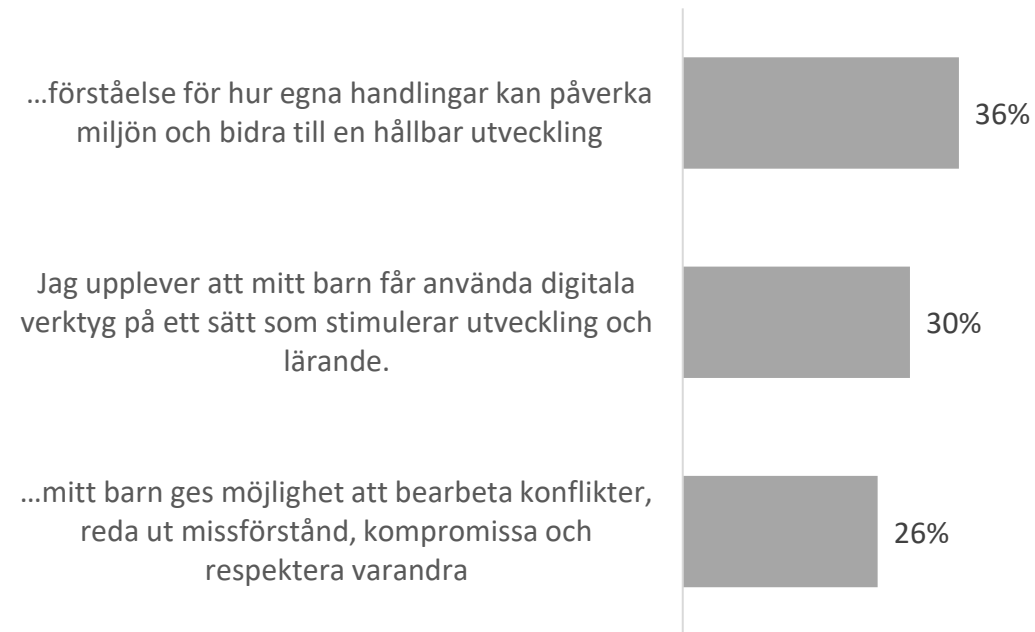 …förståelse för hur egna handlingar kan påverka
miljön och bidra till en hållbar utveckling
36%
Jag upplever att mitt barn får använda digitala
verktyg på ett sätt som stimulerar utveckling och
lärande.
30%
…mitt barn ges möjlighet att bearbeta konflikter,
reda ut missförstånd, kompromissa och
respektera varandra
26%